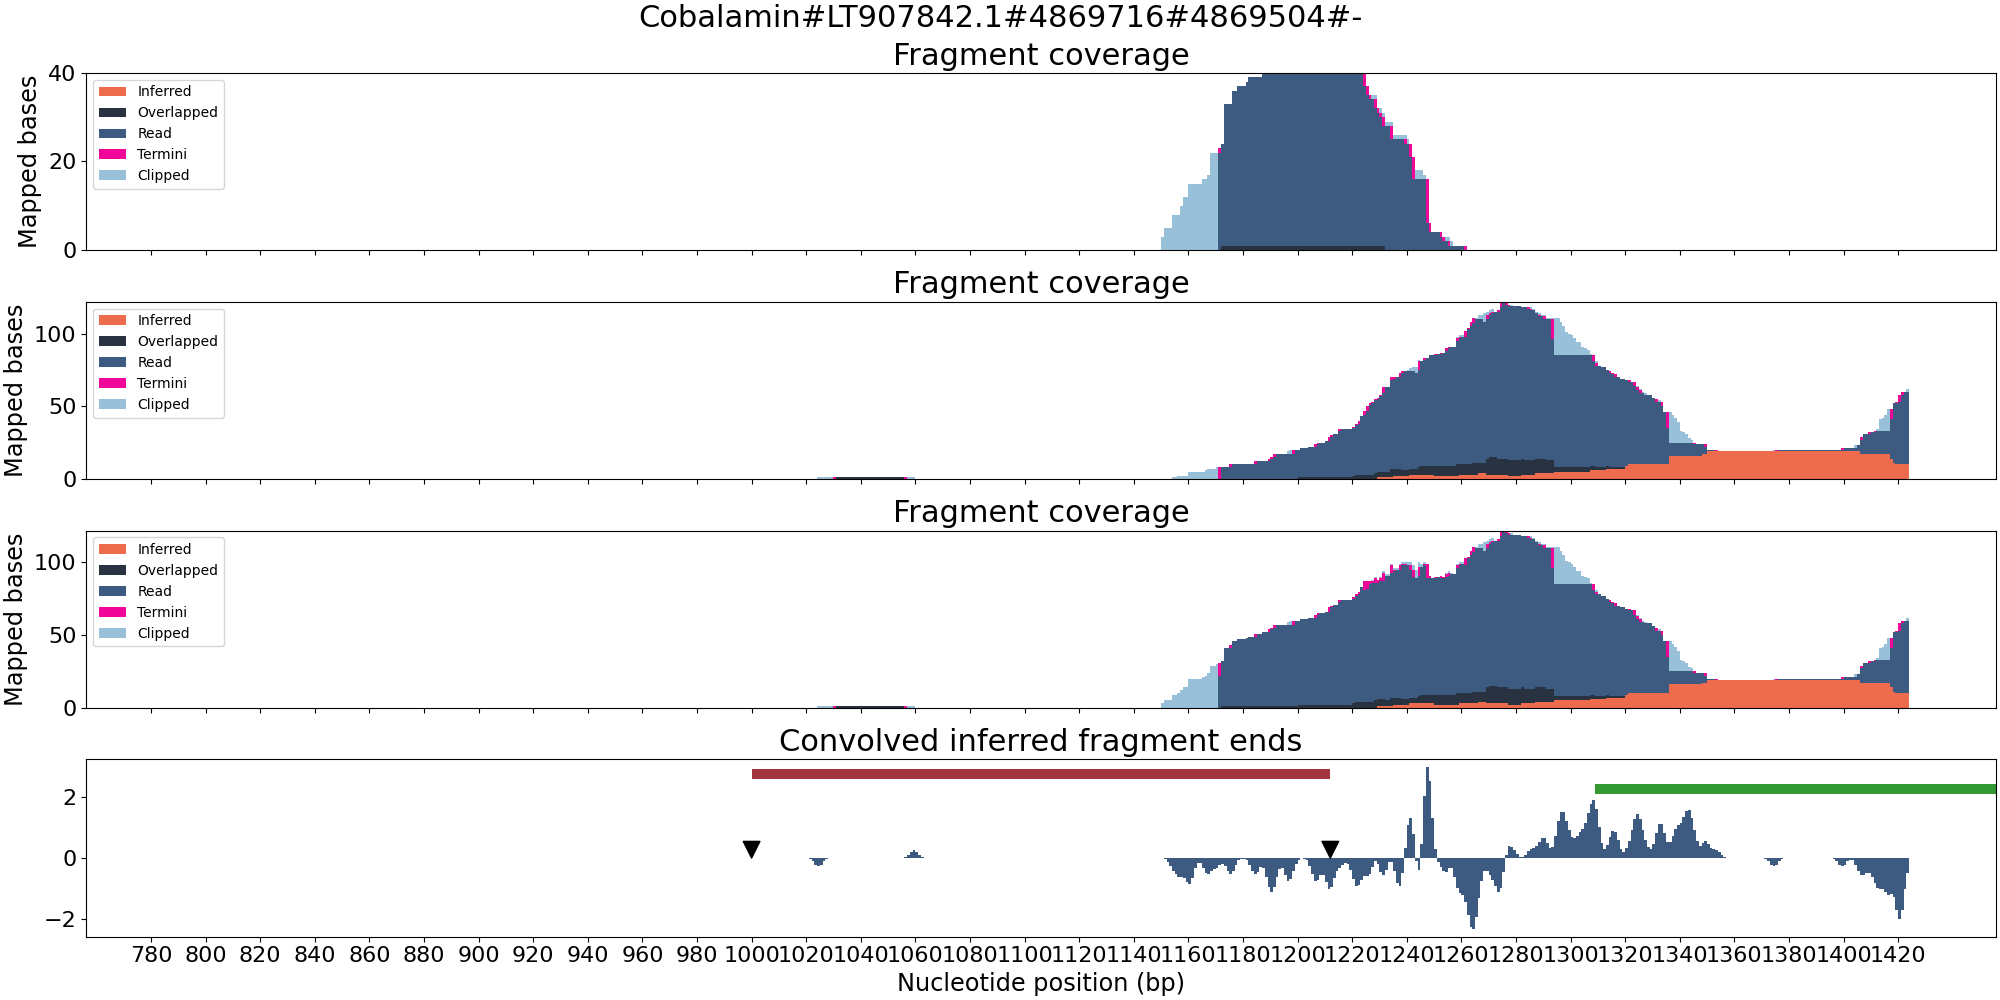 Cobalamin#LT907842.1#4869716#4869504#-
Fragment coverage
Mapped bases
40
20
0
Inferred
Overlapped
Read
Termini
Clipped
Fragment coverage
Mapped bases
100
50
0
Inferred
Overlapped
Read
Termini
Clipped
Fragment coverage
Mapped bases
100
50
0
Inferred
Overlapped
Read
Termini
Clipped
Convolved inferred fragment ends
2
0
−2
780 800 820 840 860 880 900 920 940 960 980 1000 1020 1040 1060 1080 1100 1120 1140 1160 1180 1200 1220 1240 1260 1280 1300 1320 1340 1360 1380 1400 1420
Nucleotide position (bp)